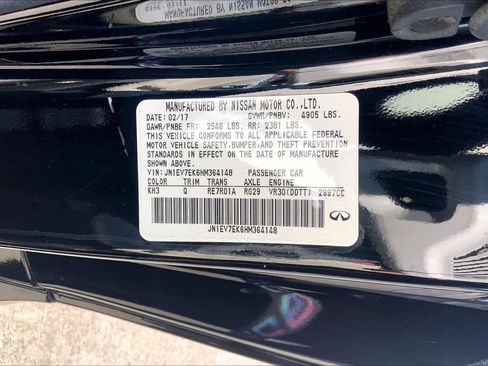 MANUFACTURED BY NISSAN MOTOR CO.,LTD.
DATE: 02/17 GVWR/PNBV: 4905 LBS.
GAWR/PNBE FR: 2546 LBS. RR: 2381 LBS.
THIS VEHICLE CONFORMS TO ALL APPLICABLE FEDERAL
MOTOR VEHICLE SAFETY,BUMPER,AND THEFT PREVENTION
STANDARDS IN EFFECT ON THE DATE OF MANUFACTURE
SHOWN ABOVE.
VIN: JN1EV7EK6HM364148 PASSENGER CAR
COLOR TRIM TRANS AXLE ENGINE
KH3 Q RE7R01A RG29 VR30(DDTT) 2997CC
JN1EV7EK6HM364148